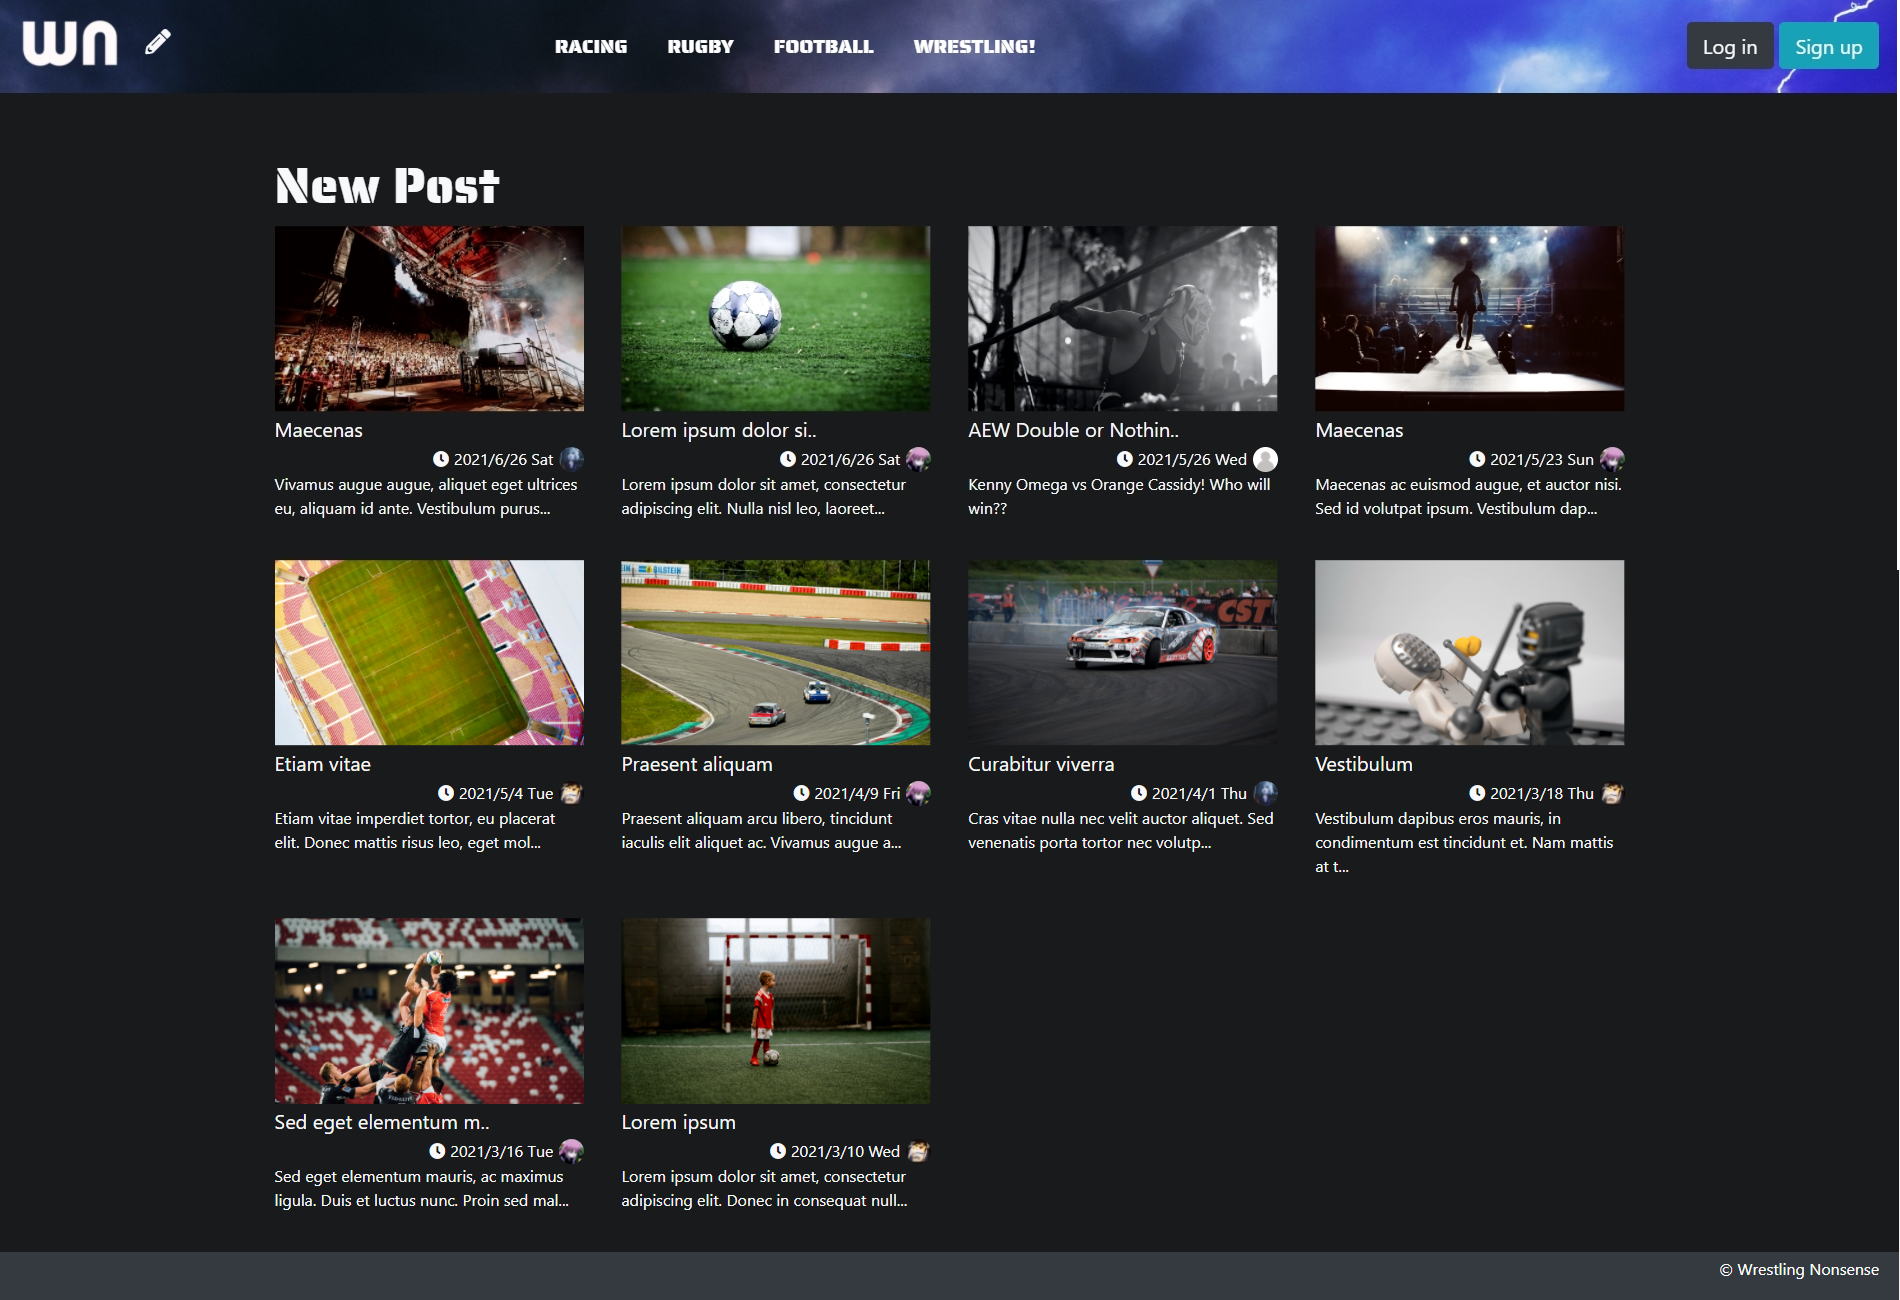 wn
RACING RUGBY FOOTBALL WRESTLING!
Log in Sign up
New Post
Maecenas
2021/6/26 Sat
Vivamus augue augue, aliquet eget ultrices
eu, aliquam id ante. Vestibulum purus...
Lorem ipsum dolor si..
2021/6/26 Sat
Lorem ipsum dolor sit amet, consectetur
adipiscing elit. Nulla nisl leo, laoreet...
AEW Double or Nothin..
2021/5/26 Wed
Kenny Omega vs Orange Cassidy! Who will
win??
Maecenas
2021/5/23 Sun
Maecenas ac euismod augue, et auctor nisi.
Sed id volutpat ipsum. Vestibulum dap...
Etiam vitae
2021/5/4 Tue
Etiam vitae imperdiet tortor, eu placerat
elit. Donec mattis risus leo, eget mol...
BILSTEIN
Praesent aliquam
2021/4/9 Fri
Praesent aliquam arcu libero, tincidunt
iaculis elit aliquet ac. Vivamus augue a...
CST
Curabitur viverra
2021/4/1 Thu
Cras vitae nulla nec velit auctor aliquet. Sed
venenatis porta tortor nec volutp...
Vestibulum
2021/3/18 Thu
Vestibulum dapibus eros mauris, in
condimentum est tincidunt et. Nam mattis
at t...
Sed eget elementum m..
2021/3/16 Tue
Sed eget elementum mauris, ac maximus
ligula. Duis et luctus nunc. Proin sed mal...
Lorem ipsum
2021/3/10 Wed
Lorem ipsum dolor sit amet, consectetur
adipiscing elit. Donec in consequat null...
© Wrestling Nonsense